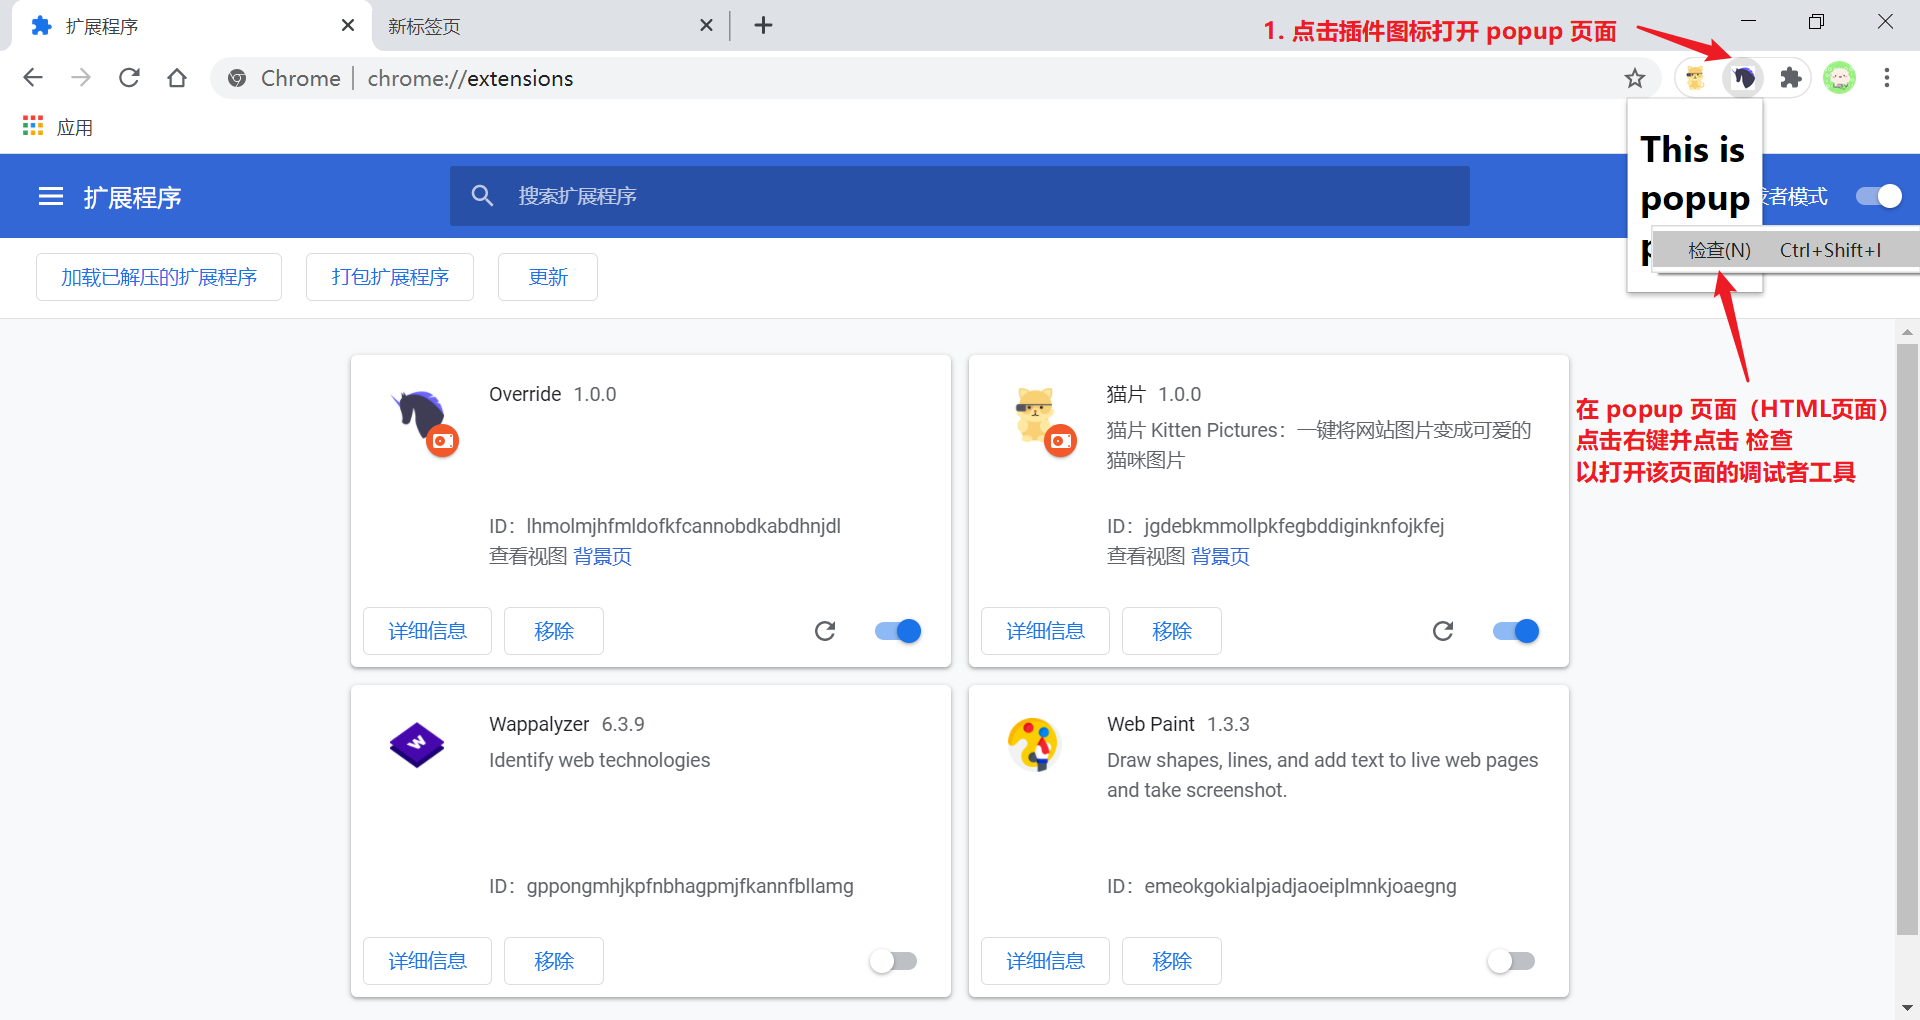 扩展程序
新标签页
1. 点击插件图标打开 popup 页面
Chrome
chrome://extensions
应用
扩展程序
搜索扩展程序
者模式
This is
popup
检查(N) Ctrl+Shift+I
加载已解压的扩展程序
打包扩展程序
更新
在 popup 页面（HTML页面）
点击右键并点击 检查
以打开该页面的调试者工具
Override 1.0.0
ID：lhmolmjhfmldofkfcannobdkabdhnjdl
查看视图 背景页
详细信息
移除
猫片 1.0.0
猫片 Kitten Pictures：一键将网站图片变成可爱的
猫咪图片
ID：jgdebkmmollpkfegbddiginknfojkfej
查看视图 背景页
详细信息
移除
W
Wappalyzer 6.3.9
Identify web technologies
ID：gppongmhjkpfnbhagpmjfkannfbllamg
详细信息
移除
Web Paint 1.3.3
Draw shapes, lines, and add text to live web pages
and take screenshot.
ID：emeokgokialpjadjaoeiplmnkjoaegng
详细信息
移除